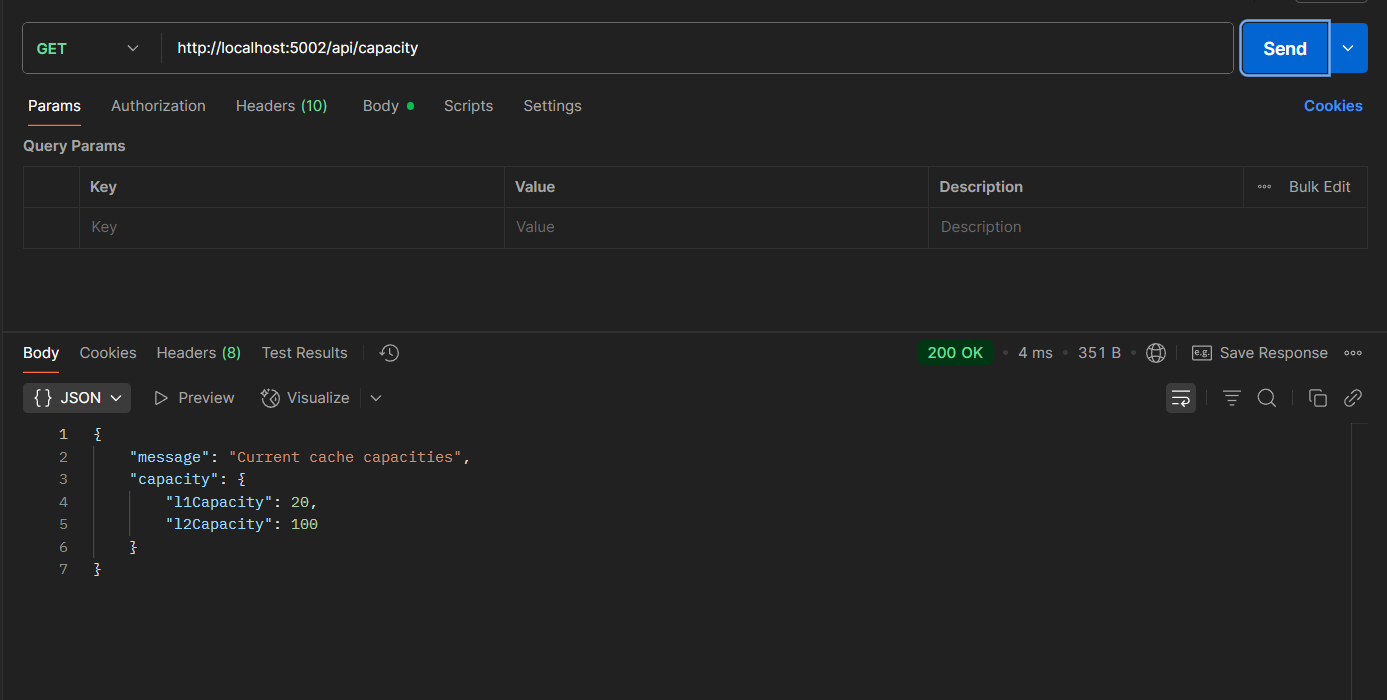 GET http://localhost:5002/api/capacity Send
Params Authorization Headers (10) Body Scripts Settings Cookies
Query Params
Key Value Description Bulk Edit
Key Value Description
Body Cookies Headers (8) Test Results 200 OK 4 ms 351 B e.g. Save Response
{} JSON Preview Visualize
1 {
2 "message": "Current cache capacities",
3 "capacity": {
4 "l1Capacity": 20,
5 "l2Capacity": 100
6 }
7 }